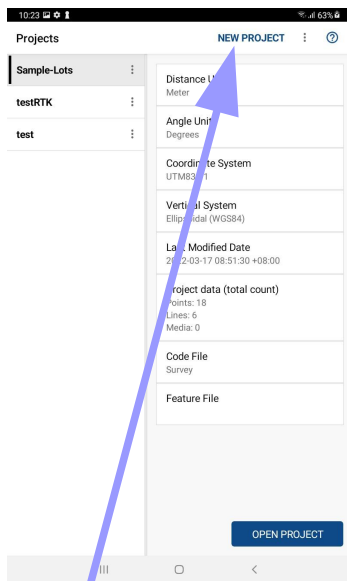 10:23 63%
Projects NEW PROJECT
Sample-Lots
testRTK
test
Distance
Meter
Angle Unit
Degrees
Coordinate System
Vertical System
Ellipsoidal (WGS84)
Last Modified Date
2022-03-17 08:51:30 +08:00
Project data (total count)
Points: 18
Lines: 6
Media: 0
Code File
Survey
Feature File
OPEN PROJECT